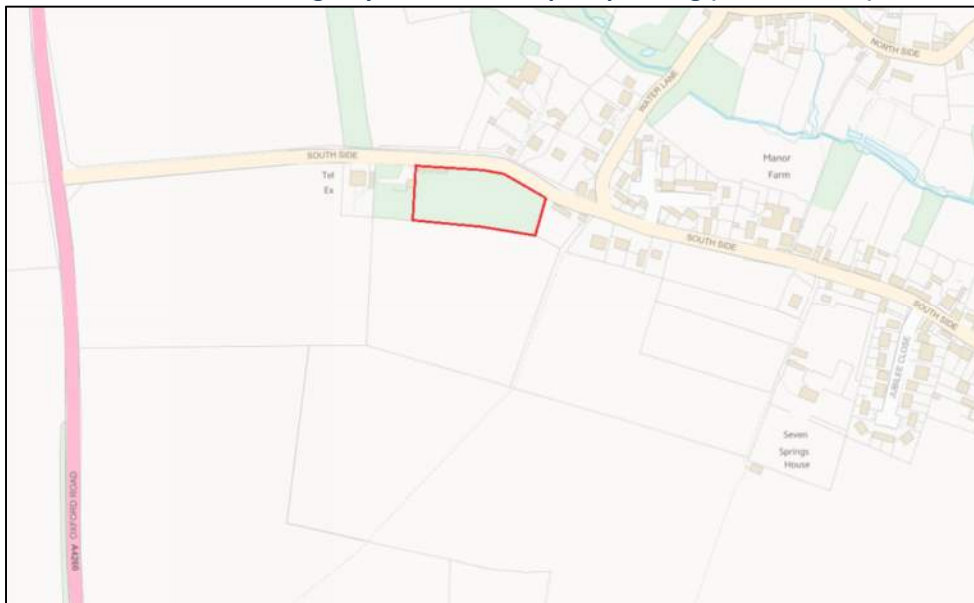 NORTH SIDE
WATER LANE
SOUTH SIDE
Tel
Ex
Manor
Farm
SOUTH SIDE
SOUTH SIDE
JUBILEE CLOSE
Seven
Springs
House
OXFORD ROAD A4260